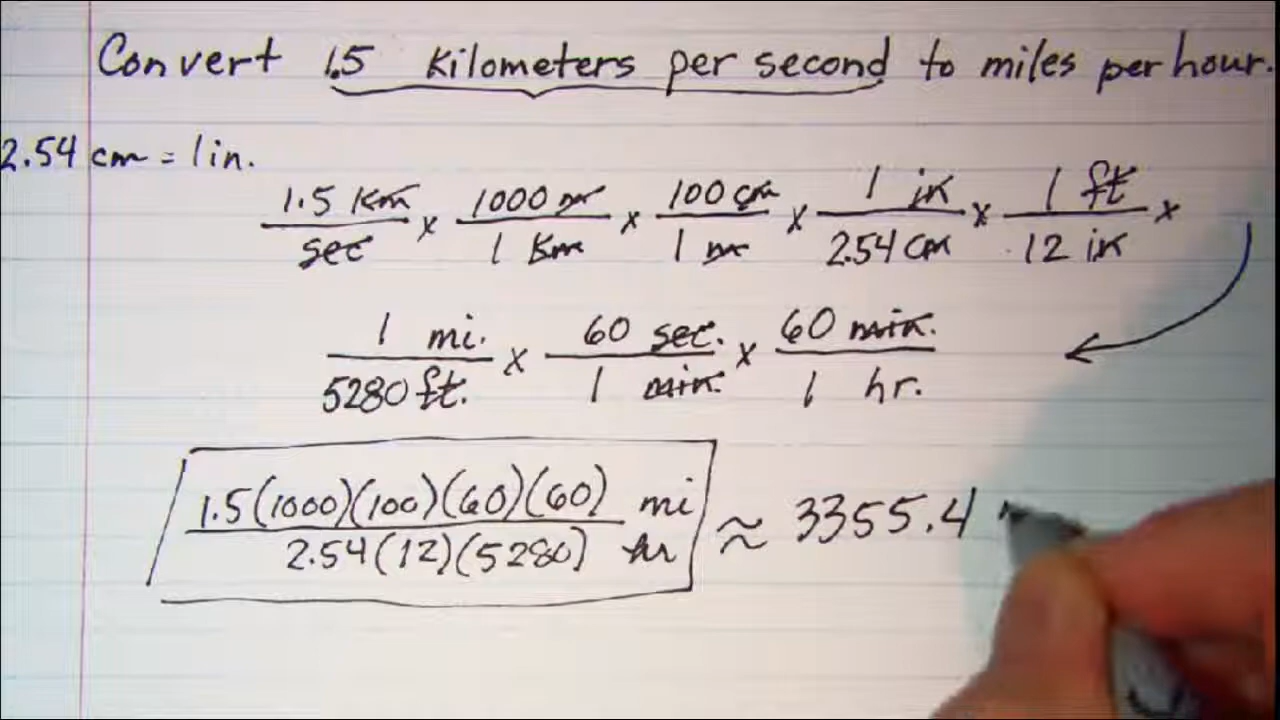 Convert 1.5 kilometers per second to miles per hour.
2.54 cm = 1 in.
1.5 Km / sec × 1000 m / 1 Km × 100 cm / 1 m × 1 in / 2.54 cm × 1 ft / 12 in ×
1 mi. / 5280 ft. × 60 sec. / 1 min. × 60 min. / 1 hr.
1.5(1000)(100)(60)(60) mi / 2.54(12)(5280) hr ≈ 3355.4